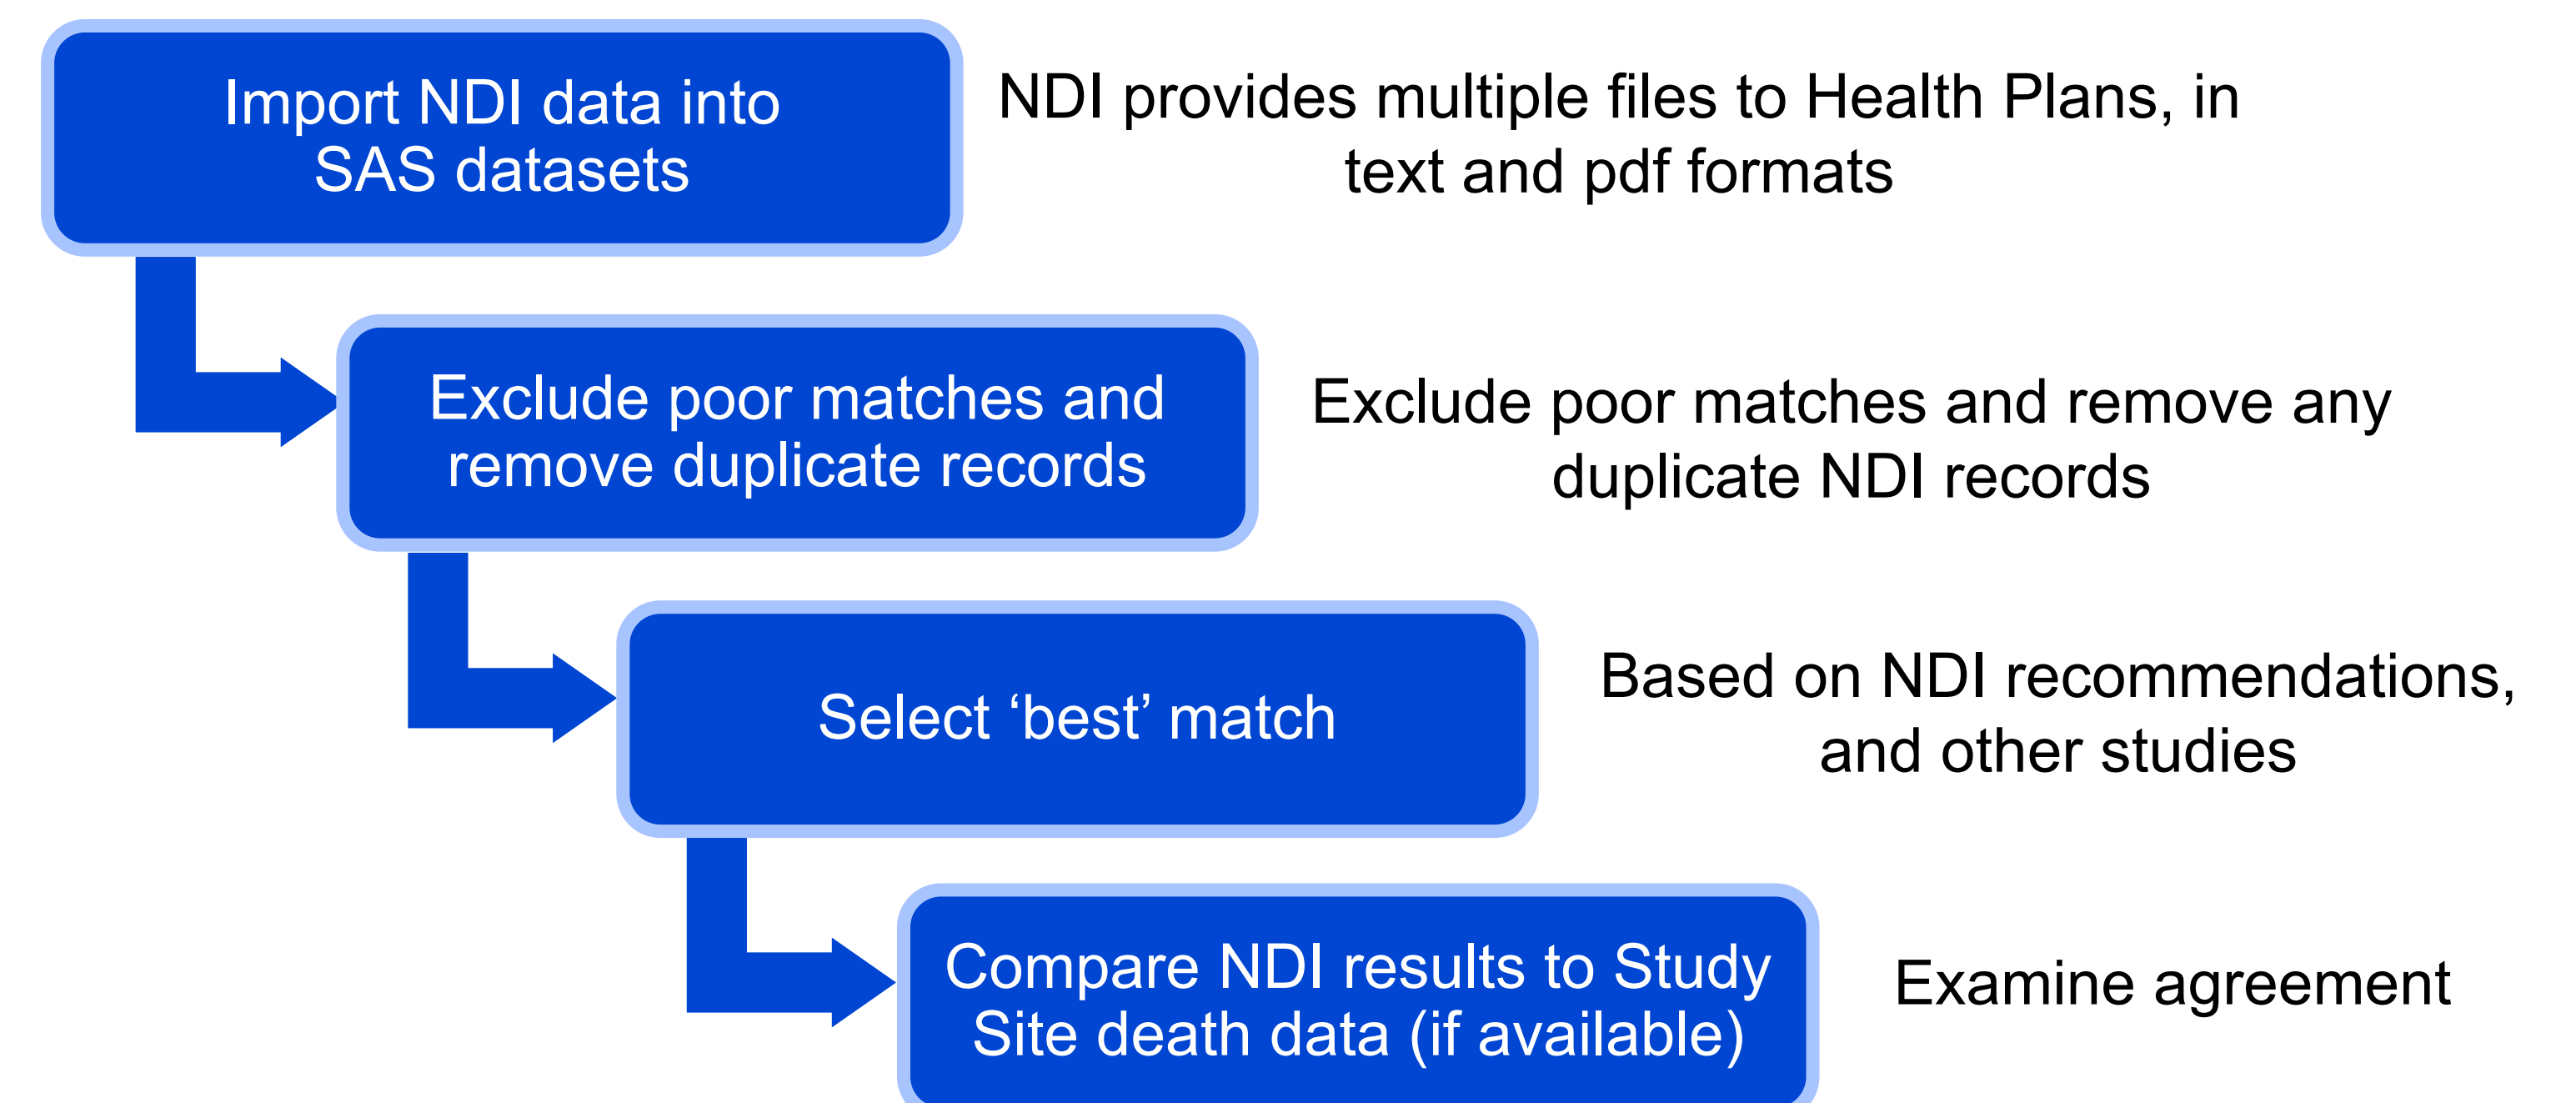 Import NDI data into
SAS datasets
NDI provides multiple files to Health Plans, in
text and pdf formats
Exclude poor matches and
remove duplicate records
Exclude poor matches and remove any
duplicate NDI records
Select ‘best’ match
Based on NDI recommendations,
and other studies
Compare NDI results to Study
Site death data (if available)
Examine agreement